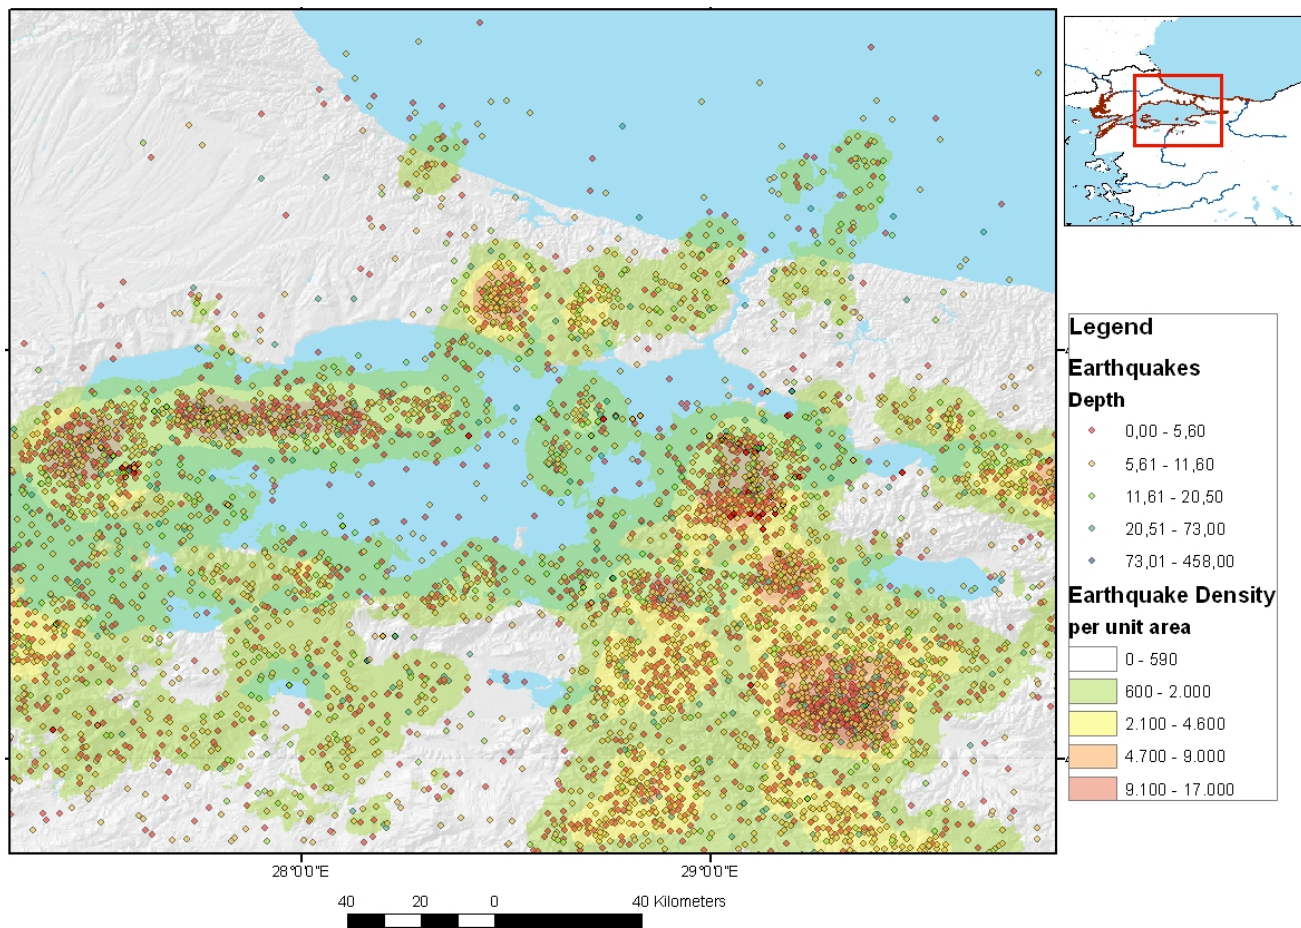 Legend
Earthquakes
Depth
0,00 - 5,60
5,61 - 11,60
11,61 - 20,50
20,51 - 73,00
73,01 - 458,00
Earthquake Density
per unit area
0 - 590
600 - 2.000
2.100 - 4.600
4.700 - 9.000
9.100 - 17.000
28°0'0"E
29°0'0"E
40 20 0 40 Kilometers